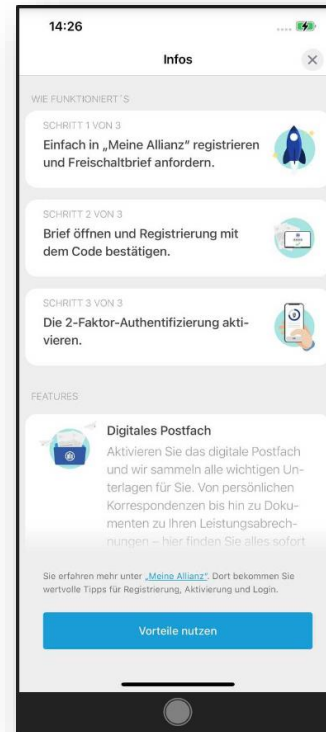 14:26
Infos
WIE FUNKTIONIERT´S
SCHRITT 1 VON 3
Einfach in „Meine Allianz" registrieren
und Freischaltbrief anfordern.
SCHRITT 2 VON 3
Brief öffnen und Registrierung mit
dem Code bestätigen.
SCHRITT 3 VON 3
Die 2-Faktor-Authentifizierung akti-
vieren.
FEATURES
Digitales Postfach
Aktivieren Sie das digitale Postfach
und wir sammeln alle wichtigen Un-
terlagen für Sie. Von persönlichen
Korrespondenzen bis hin zu Doku-
menten zu Ihren Leistungsabrech-
nungen – hier finden Sie alles sofort
Sie erfahren mehr unter „Meine Allianz". Dort bekommen Sie
wertvolle Tipps für Registrierung, Aktivierung und Login.
Vorteile nutzen